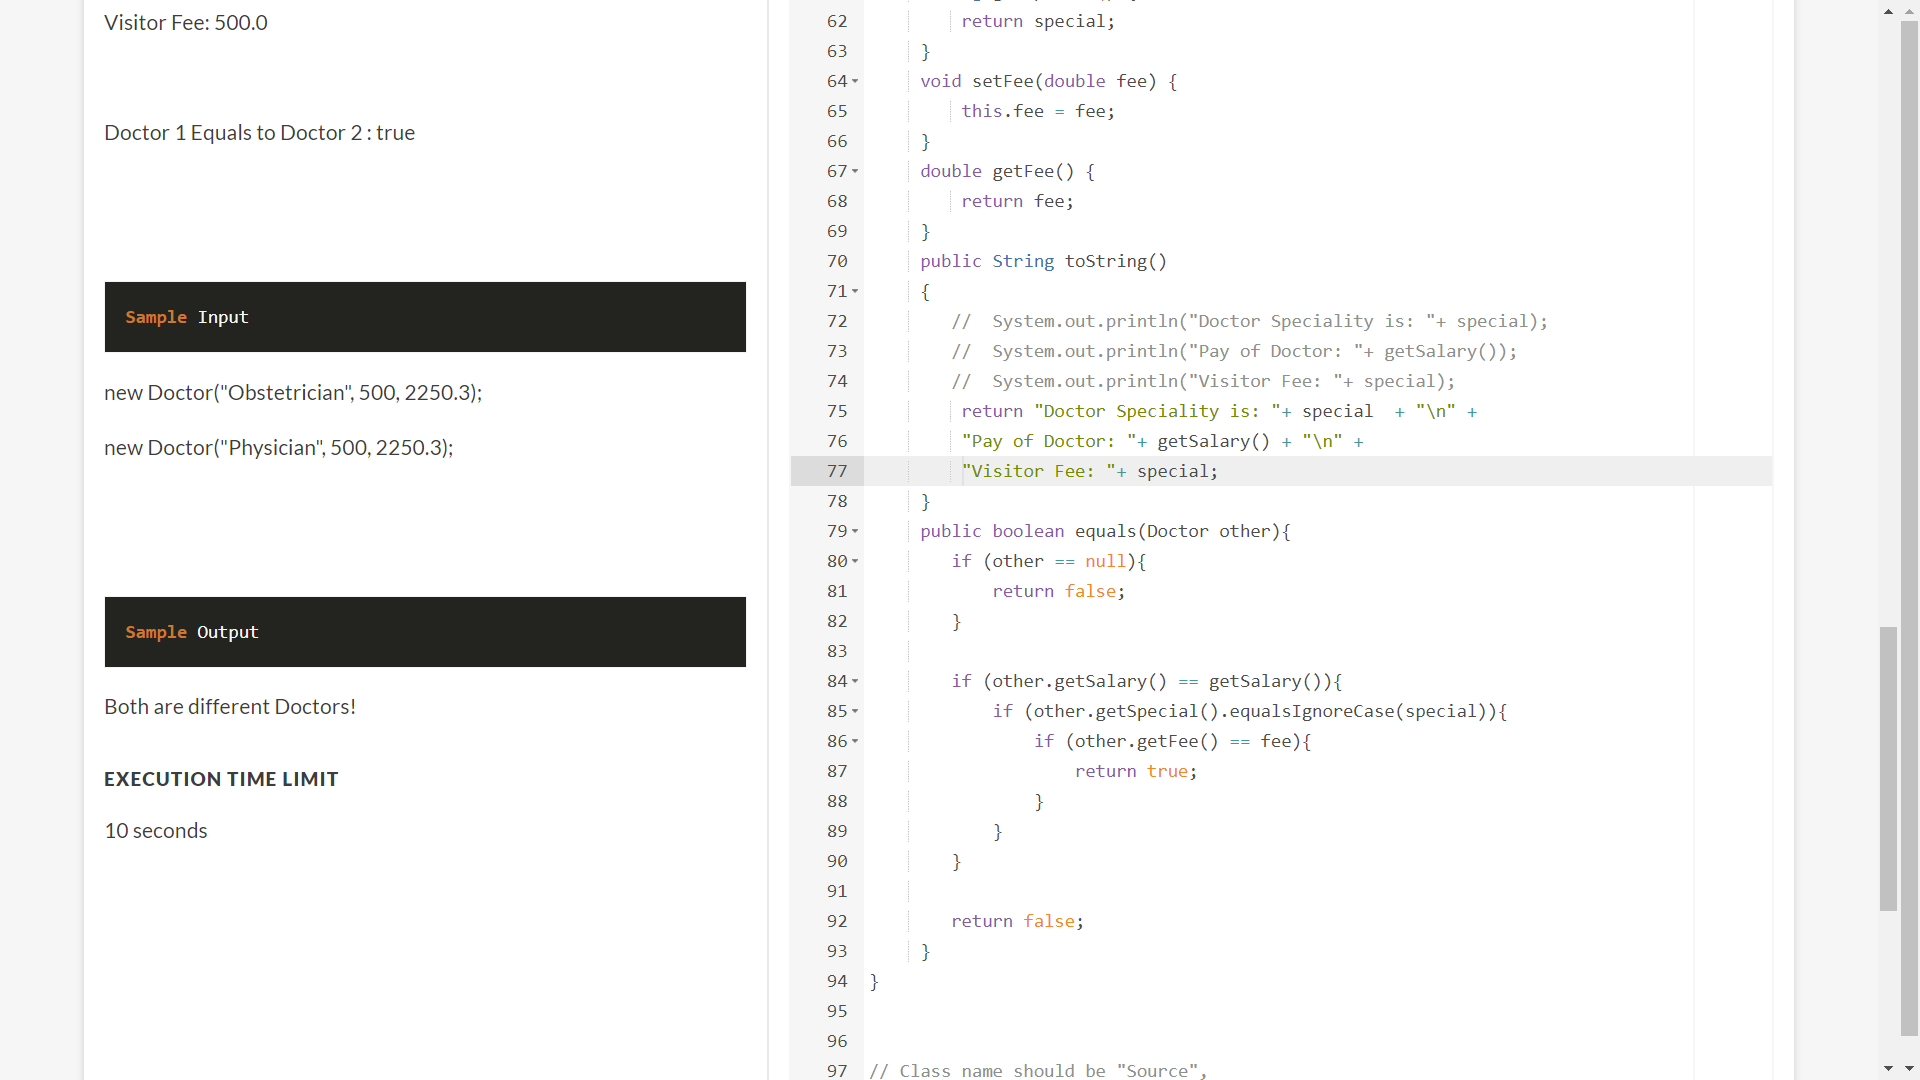 Visitor Fee: 500.0
Doctor 1 Equals to Doctor 2 : true
Sample Input
new Doctor("Obstetrician", 500, 2250.3);
new Doctor("Physician", 500, 2250.3);
Sample Output
Both are different Doctors!
EXECUTION TIME LIMIT
10 seconds
62 return special;
63 }
64 void setFee(double fee) {
65 this.fee = fee;
66 }
67 double getFee() {
68 return fee;
69 }
70 public String toString()
71 {
72 //  System.out.println("Doctor Speciality is: "+ special);
73 //  System.out.println("Pay of Doctor: "+ getSalary());
74 //  System.out.println("Visitor Fee: "+ special);
75 return "Doctor Speciality is: "+ special  + "\n" +
76 "Pay of Doctor: "+ getSalary() + "\n" +
77 "Visitor Fee: "+ special;
78 }
79 public boolean equals(Doctor other){
80 if (other == null){
81 return false;
82 }
83
84 if (other.getSalary() == getSalary()){
85 if (other.getSpecial().equalsIgnoreCase(special)){
86 if (other.getFee() == fee){
87 return true;
88 }
89 }
90 }
91
92 return false;
93 }
94 }
95
96
97 // Class name should be "Source",